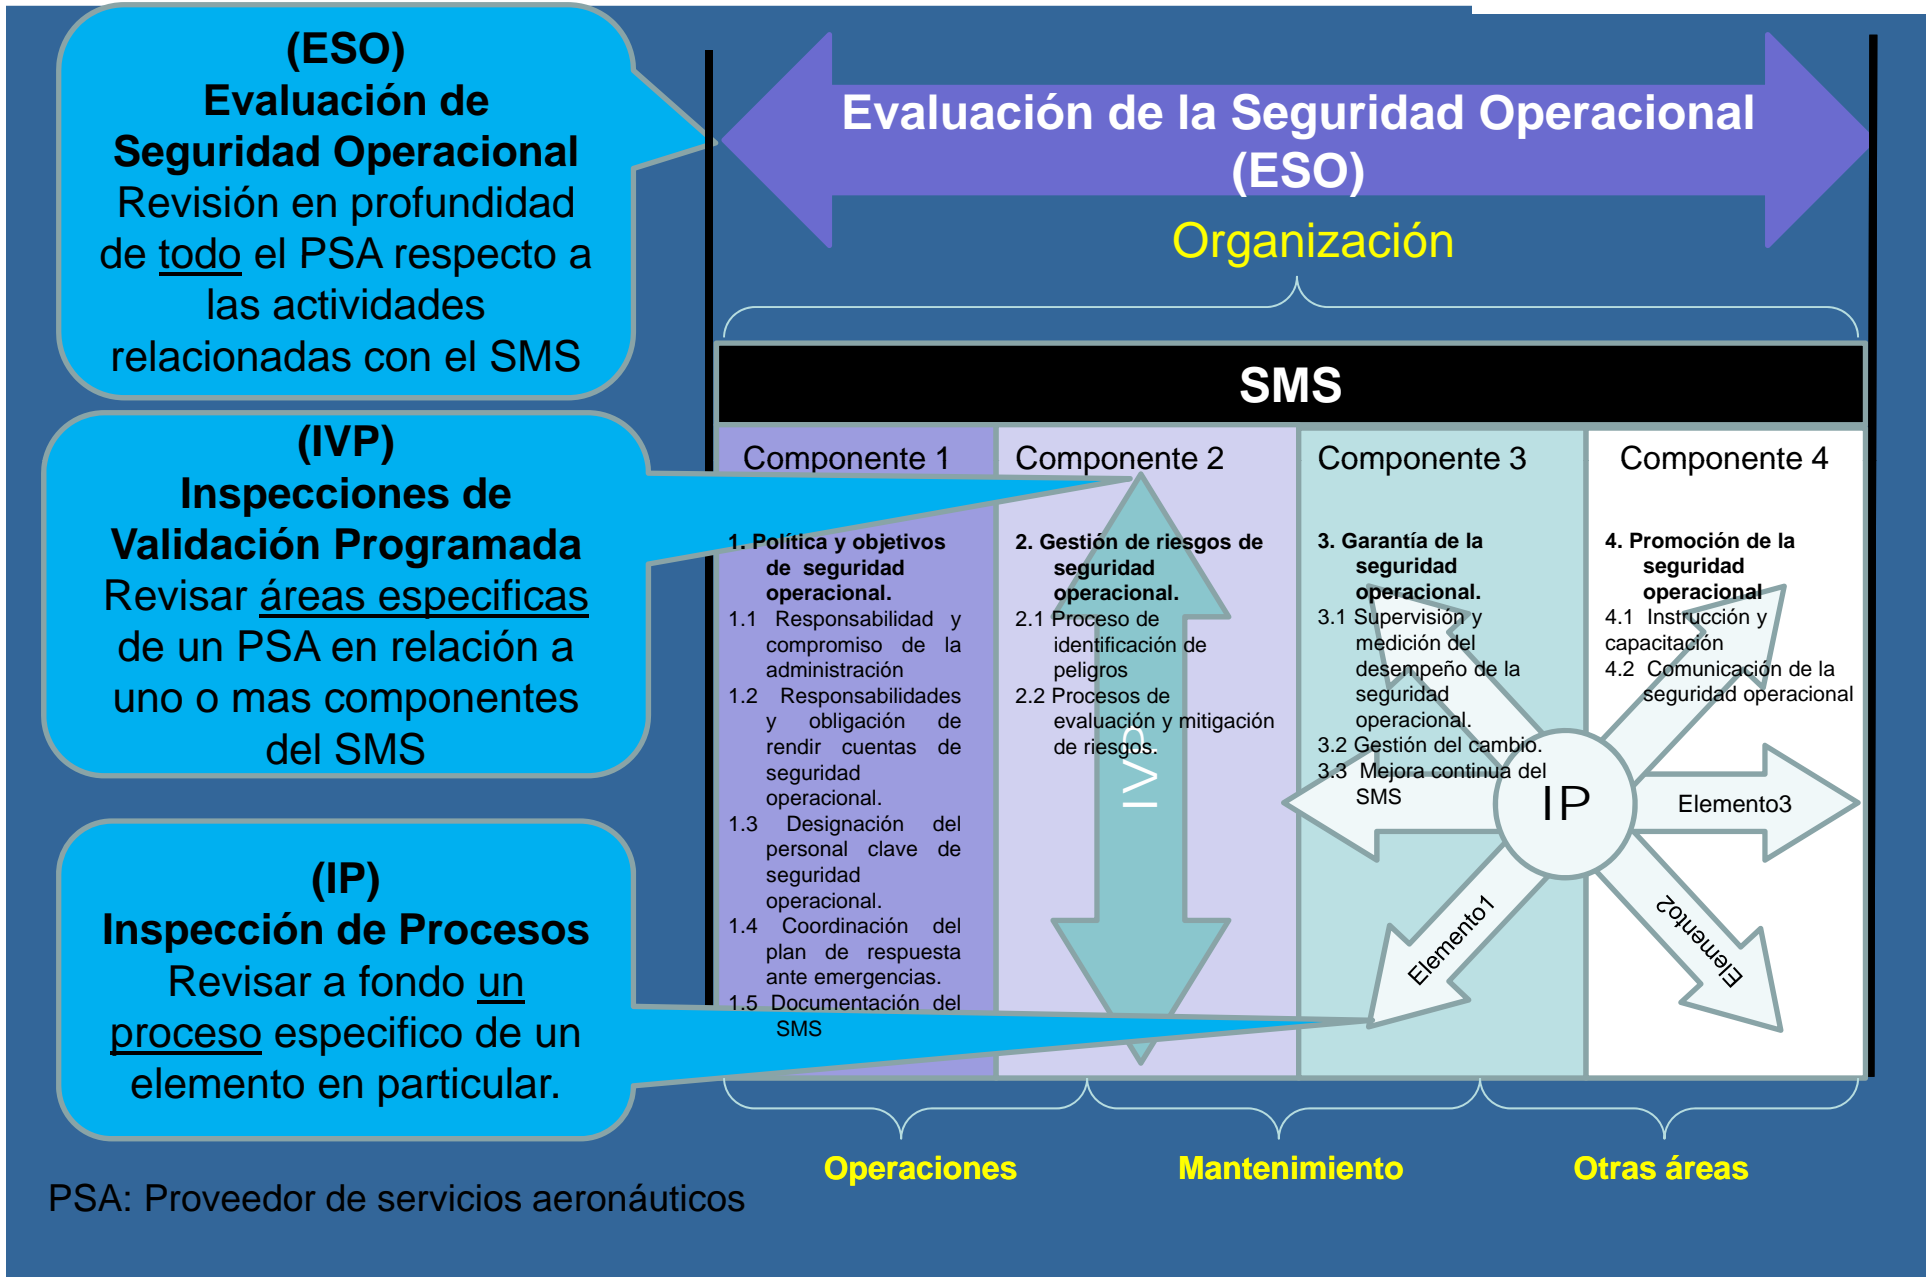 (ESO)
Evaluación de
Seguridad Operacional
Revisión en profundidad
de todo el PSA respecto a
las actividades
relacionadas con el SMS
(IVP)
Inspecciones de
Validación Programada
Revisar áreas especificas
de un PSA en relación a
uno o mas componentes
del SMS
(IP)
Inspección de Procesos
Revisar a fondo un
proceso especifico de un
elemento en particular.
PSA: Proveedor de servicios aeronáuticos
Evaluación de la Seguridad Operacional
(ESO)
Organización
SMS
Componente 1
1. Política y objetivos
de seguridad
operacional.
1.1 Responsabilidad y
compromiso de la
administración
1.2 Responsabilidades
y obligación de
rendir cuentas de
seguridad
operacional.
1.3 Designación del
personal clave de
seguridad
operacional.
1.4 Coordinación del
plan de respuesta
ante emergencias.
1.5 Documentación del
SMS
Componente 2
2. Gestión de riesgos de
seguridad
operacional.
2.1 Proceso de
identificación de
peligros
2.2 Procesos de
evaluación y mitigación
de riesgos.
IVP
Componente 3
3. Garantía de la
seguridad
operacional.
3.1 Supervisión y
medición del
desempeño de la
seguridad
operacional.
3.2 Gestión del cambio.
3.3 Mejora continua del
SMS
Componente 4
4. Promoción de la
seguridad
operacional
4.1 Instrucción y
capacitación
4.2 Comunicación de la
seguridad operacional
IP
Elemento3
Elemento1
Elemento2
Operaciones
Mantenimiento
Otras áreas